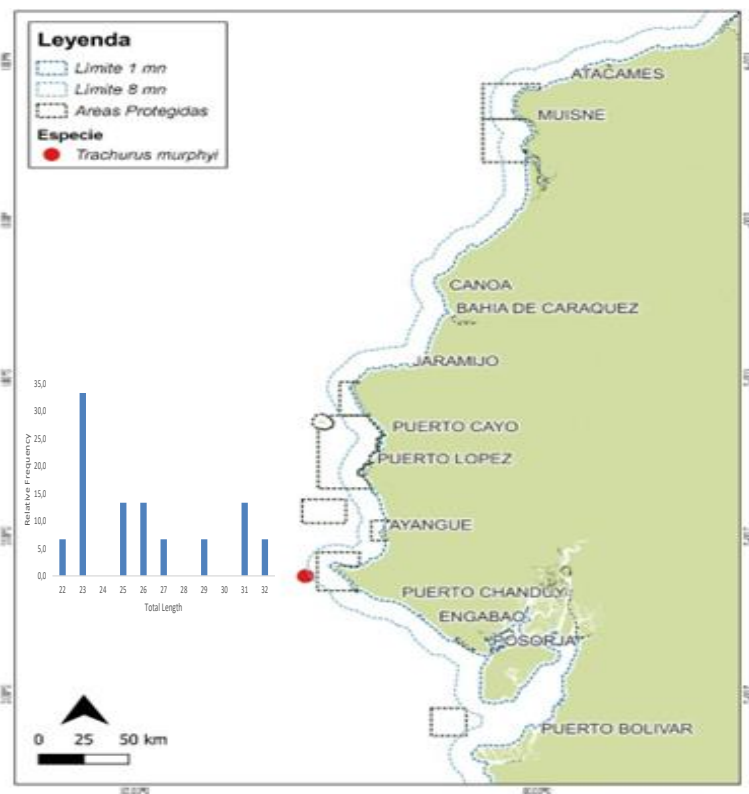 Leyenda
Límite 1 mn
Límite 8 mn
Areas Protegidas
Especie
Trachurus murphyi
ATACAMES
MUISNE
CANOA
BAHIA DE CARAQUEZ
JARAMIJO
PUERTO CAYO
PUERTO LOPEZ
AYANGUE
PUERTO CHANDUY
ENGABAO
POSORJA
PUERTO BOLIVAR
35,0
30,0
25,0
20,0
15,0
10,0
5,0
0,0
Relative Frequency
22 23 24 25 26 27 28 29 30 31 32
Total Length
0 25 50 km